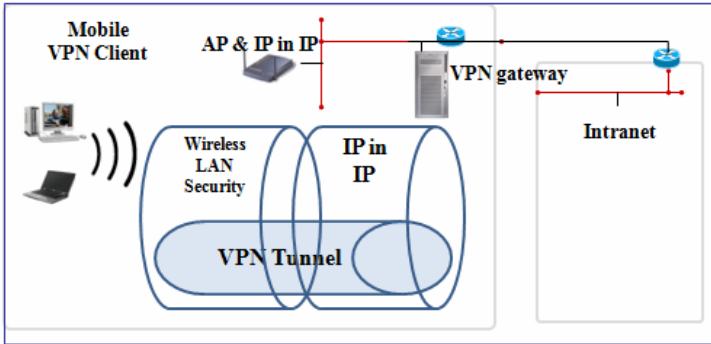 Mobile
VPN Client
AP & IP in IP
VPN gateway
Intranet
Wireless
LAN
Security
IP in
IP
VPN Tunnel